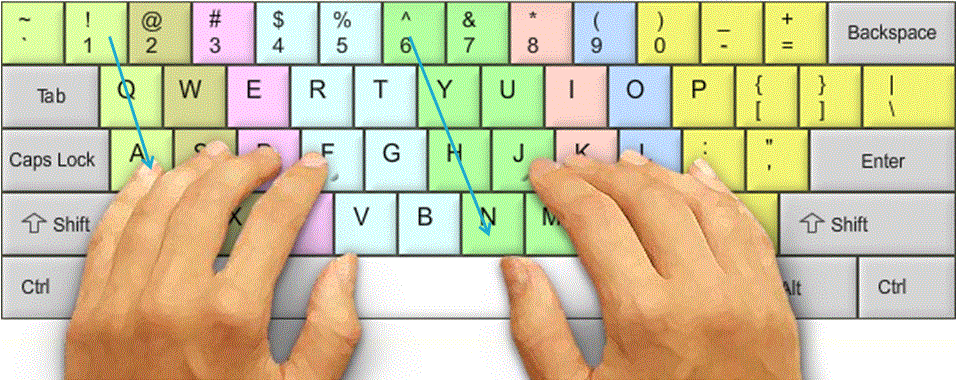 ~ ! @ # $ % ^ & * ( ) _ + Backspace
` 1 2 3 4 5 6 7 8 9 0 - =
Tab Q W E R T Y U I O P { } |
[ ] \
Caps Lock A S D F G H J K L : " Enter
; '
Shift X V B N M Shift
Ctrl Alt Ctrl